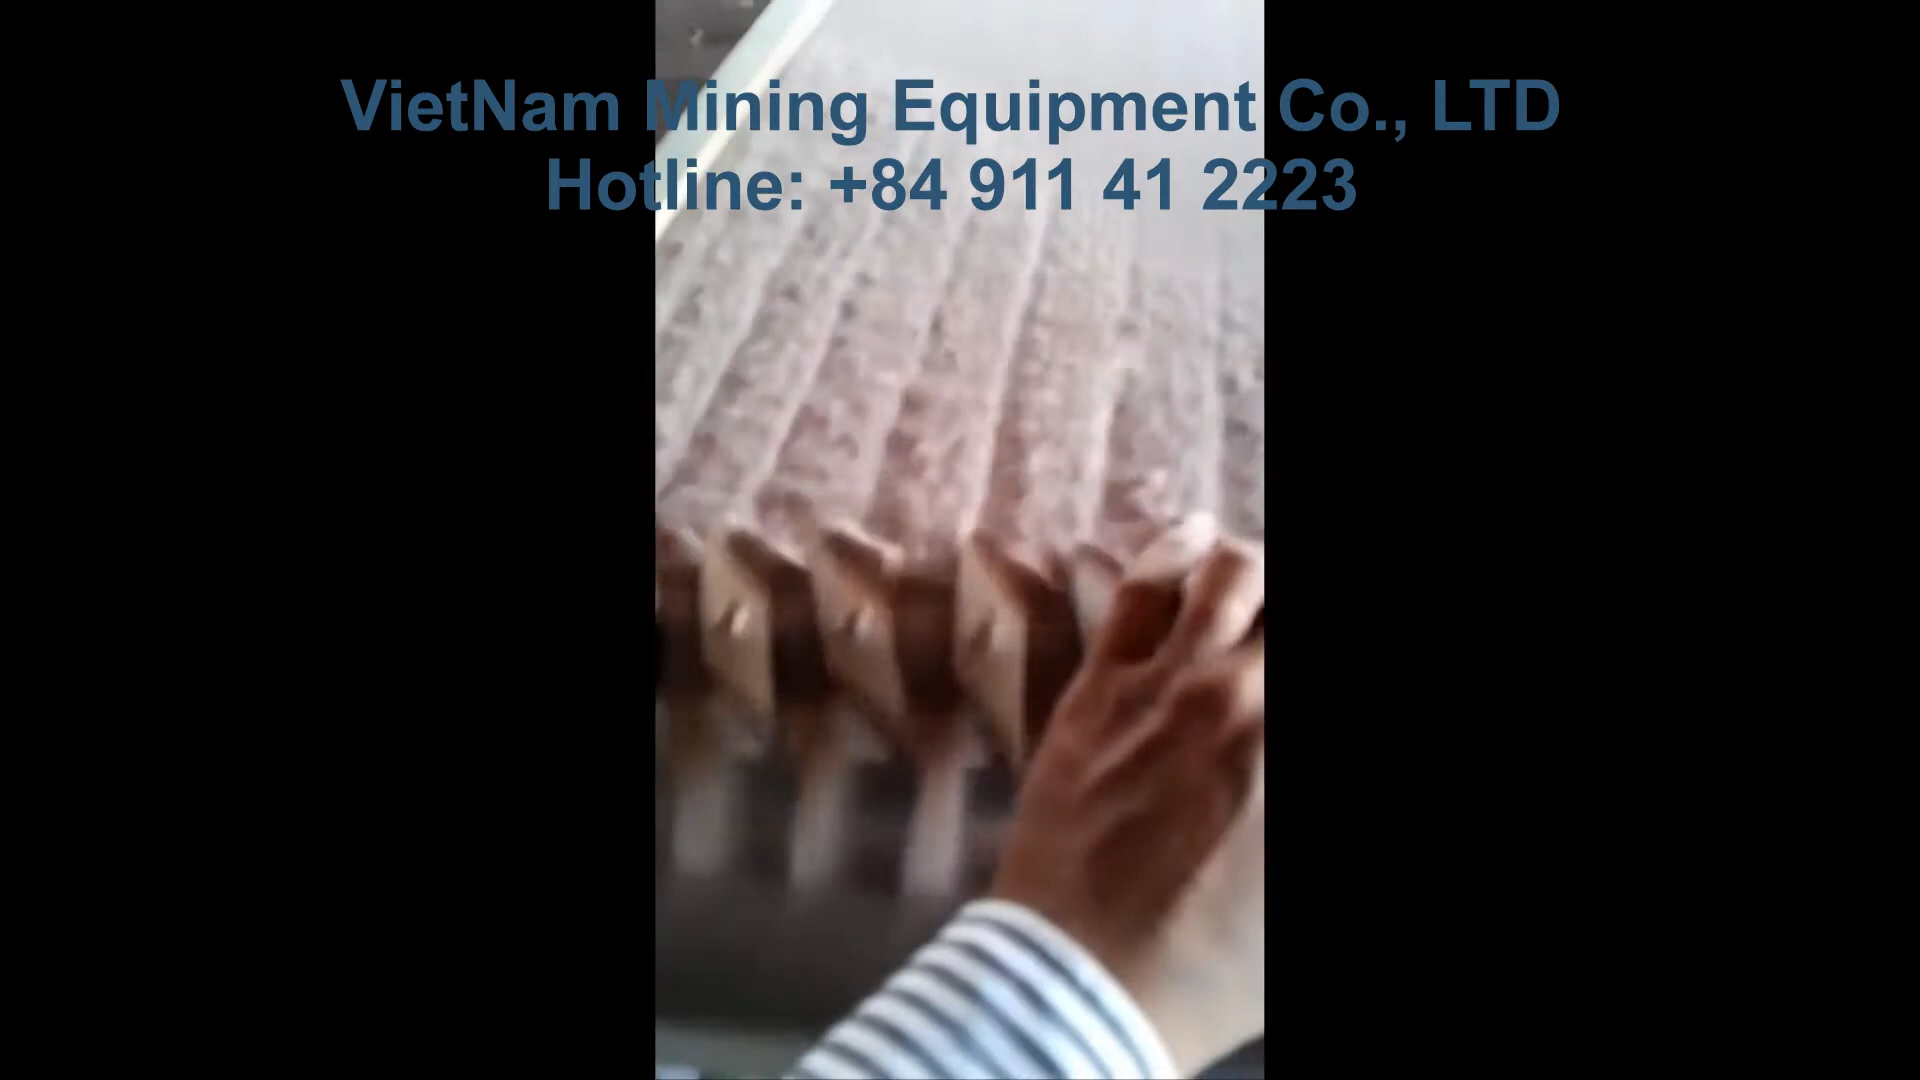 VietNam Mining Equipment Co., LTD
Hotline: +84 911 41 2223